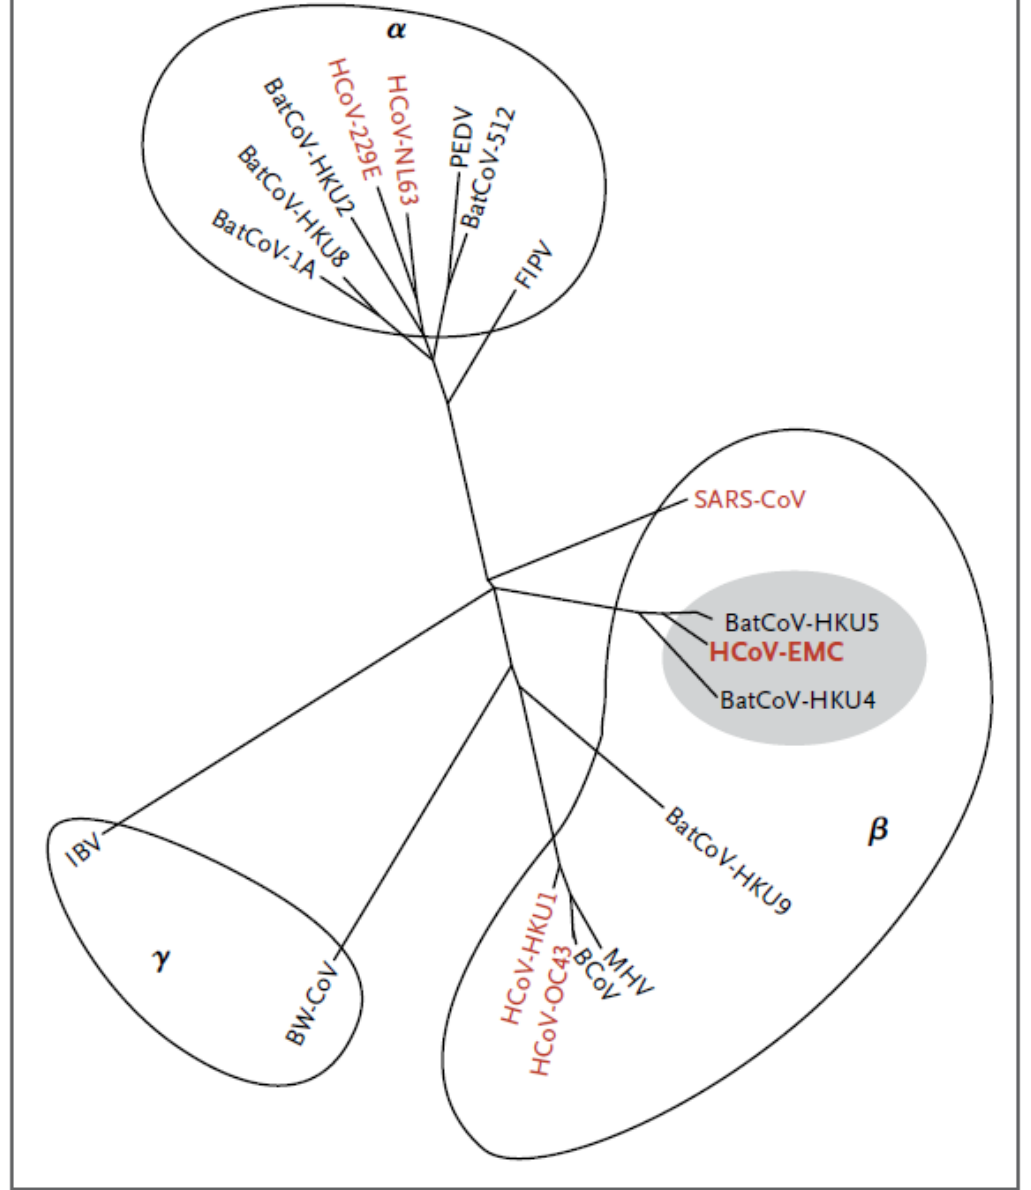 α
HCoV-229E
HCoV-NL63
BatCoV-HKU2
PEDV
BatCoV-512
BatCoV-HKU8
BatCoV-1A
FIPV
SARS-CoV
BatCoV-HKU5
HCoV-EMC
BatCoV-HKU4
β
BatCoV-HKU9
IBV
γ
BW-CoV
HCoV-HKU1
HCoV-OC43
BCoV
MHV